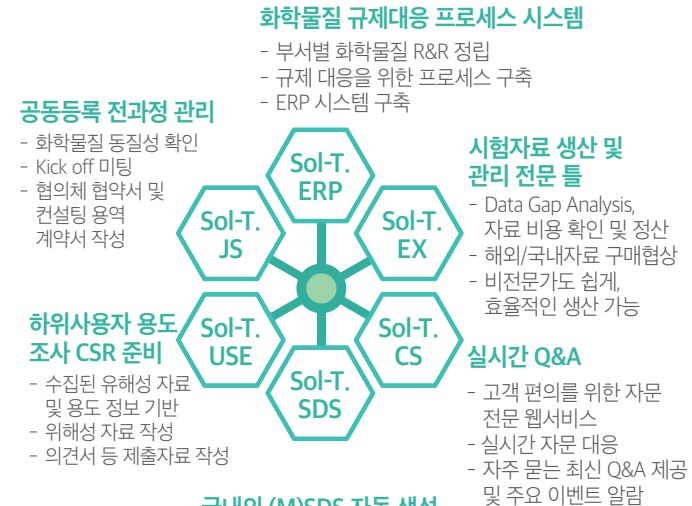 화학물질 규제대응 프로세스 시스템
- 부서별 화학물질 R&R 정립
- 규제 대응을 위한 프로세스 구축
- ERP 시스템 구축
공동등록 전과정 관리
- 화학물질 동질성 확인
- Kick off 미팅
- 협의체 협약서 및
컨설팅 용역
계약서 작성
Sol-T.
ERP
Sol-T.
JS
Sol-T.
EX
시험자료 생산 및
관리 전문 틀
- Data Gap Analysis,
자료 비용 확인 및 정산
- 해외/국내자료 구매협상
- 비전문가도 쉽게,
효율적인 생산 가능
하위사용자 용도
조사 CSR 준비
- 수집된 유해성 자료
및 용도 정보 기반
- 위해성 자료 작성
- 의견서 등 제출자료 작성
Sol-T.
USE
Sol-T.
SDS
Sol-T.
CS
실시간 Q&A
- 고객 편의를 위한 자문
전문 웹서비스
- 실시간 자문 대응
- 자주 묻는 최신 Q&A 제공
및 주요 이벤트 알람
(M)SDS 자동 생성